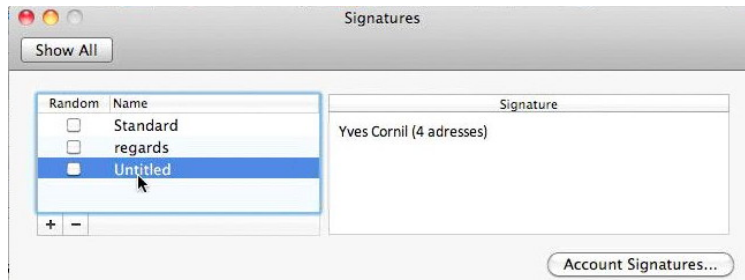 Signatures
Show All
Random Name
Standard
regards
Untitled
+ −
Signature
Yves Cornil (4 adresses)
Account Signatures...